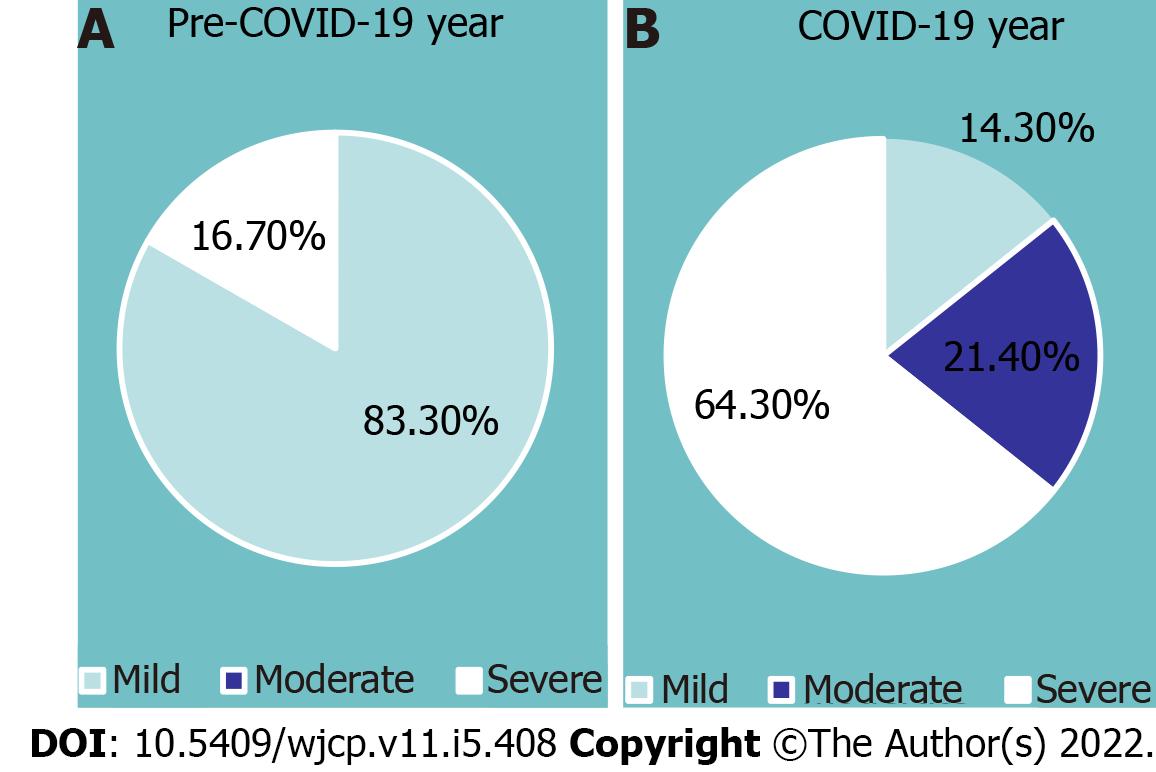 A Pre-COVID-19 year
16.70%
83.30%
Mild Moderate Severe
B COVID-19 year
14.30%
21.40%
64.30%
Mild Moderate Severe
DOI: 10.5409/wjcp.v11.i5.408 Copyright ©The Author(s) 2022.